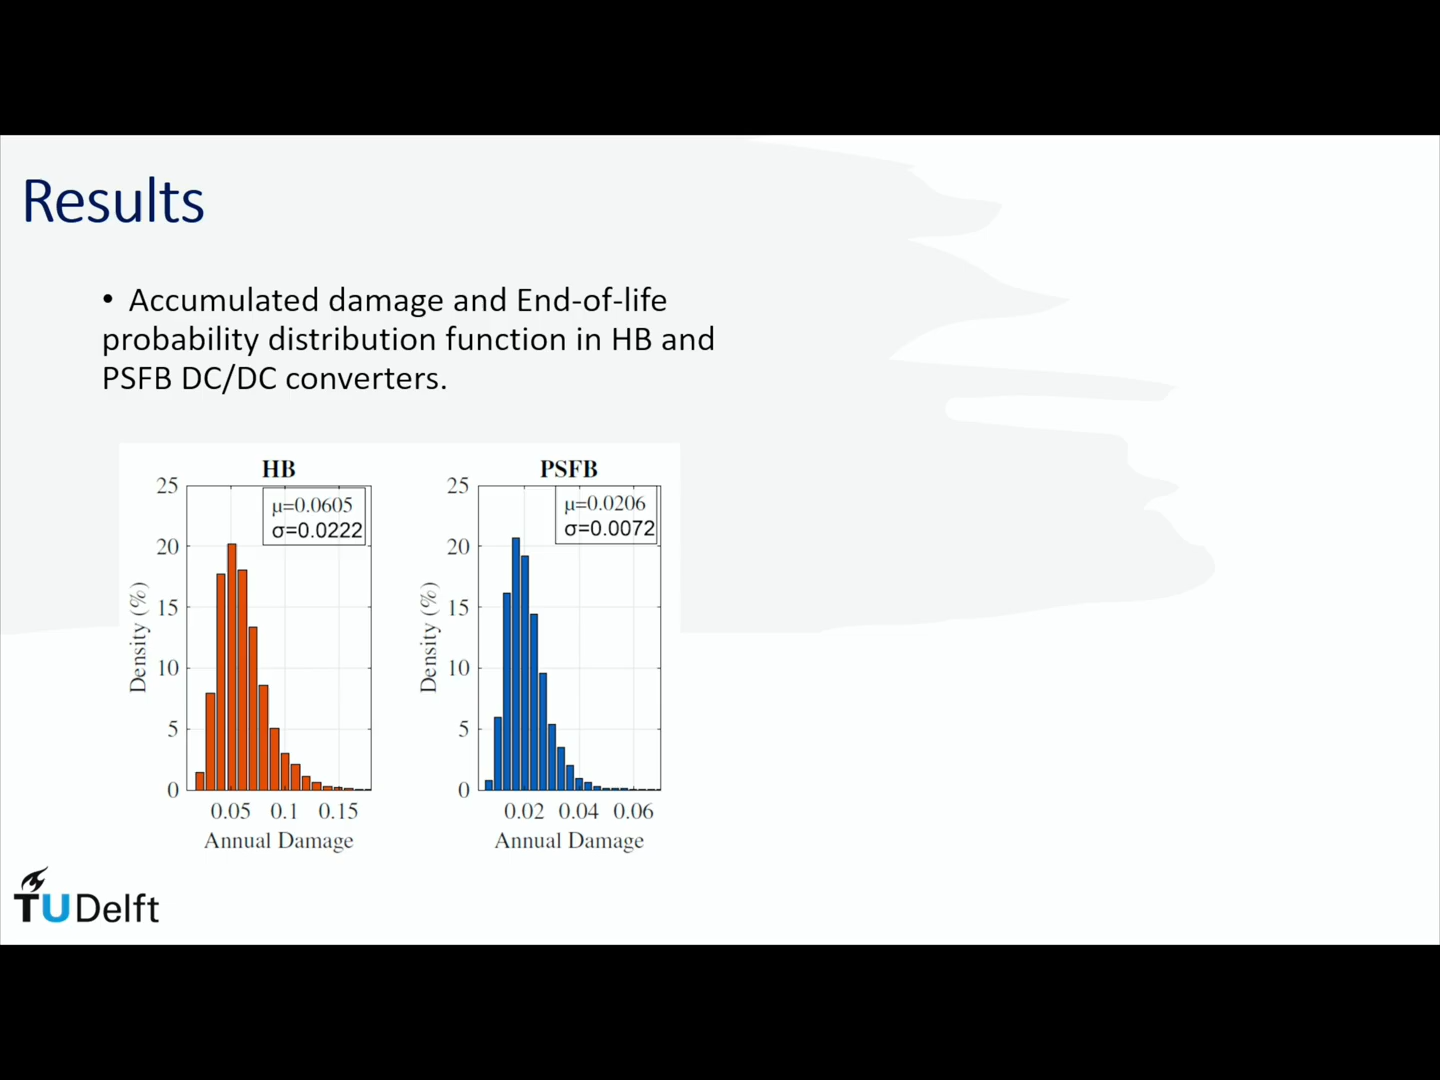 Results
• Accumulated damage and End-of-life
probability distribution function in HB and
PSFB DC/DC converters.
HB
25
20
15
10
5
0
Density (%)
μ=0.0605
σ=0.0222
0.05 0.1 0.15
Annual Damage
PSFB
25
20
15
10
5
0
Density (%)
μ=0.0206
σ=0.0072
0.02 0.04 0.06
Annual Damage
TUDelft